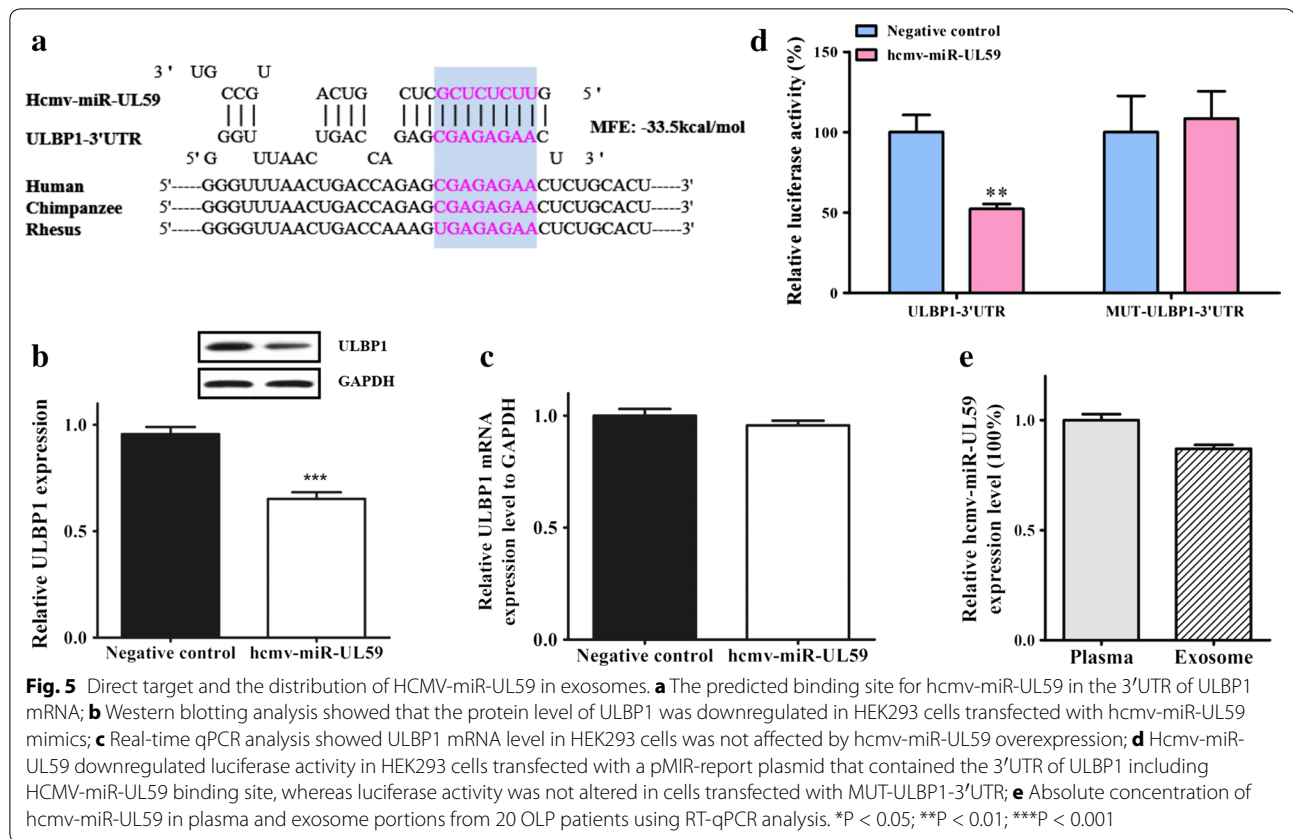 a
3' UG U
CCG ACUG CUCGCUCUCUUG 5'
Hcmv-miR-UL59
ULBP1-3'UTR
GGU UGAC GAGCGAGAGAAC
MFE: -33.5kcal/mol
5' G UUAAC CA U 3'
Human 5'-----GGGUUUAACUGACCAGAGCGAGAGAACUCUGCACU-----3'
Chimpanzee 5'-----GGGUUUAACUGACCAGAGCGAGAGAACUCUGCACU-----3'
Rhesus 5'-----GGGGUUAACUGACCAAAGUGAGAGAACUCUGCACU-----3'
d
Negative control
hcmv-miR-UL59
Relative luciferase activity (%)
150
100
50
0
**
ULBP1-3'UTR MUT-ULBP1-3'UTR
b
ULBP1
GAPDH
Relative ULBP1 expression
1.0
0.5
0.0
***
Negative control hcmv-miR-UL59
c
Relative ULBP1 mRNA
expression level to GAPDH
1.0
0.5
0.0
Negative control hcmv-miR-UL59
e
Relative hcmv-miR-UL59
expression level (100%)
1.0
0.5
0.0
Plasma Exosome
Fig. 5 Direct target and the distribution of HCMV-miR-UL59 in exosomes. a The predicted binding site for hcmv-miR-UL59 in the 3′UTR of ULBP1
mRNA; b Western blotting analysis showed that the protein level of ULBP1 was downregulated in HEK293 cells transfected with hcmv-miR-UL59
mimics; c Real-time qPCR analysis showed ULBP1 mRNA level in HEK293 cells was not affected by hcmv-miR-UL59 overexpression; d Hcmv-miR-
UL59 downregulated luciferase activity in HEK293 cells transfected with a pMIR-report plasmid that contained the 3′UTR of ULBP1 including
HCMV-miR-UL59 binding site, whereas luciferase activity was not altered in cells transfected with MUT-ULBP1-3′UTR; e Absolute concentration of
hcmv-miR-UL59 in plasma and exosome portions from 20 OLP patients using RT-qPCR analysis. *P < 0.05; **P < 0.01; ***P < 0.001